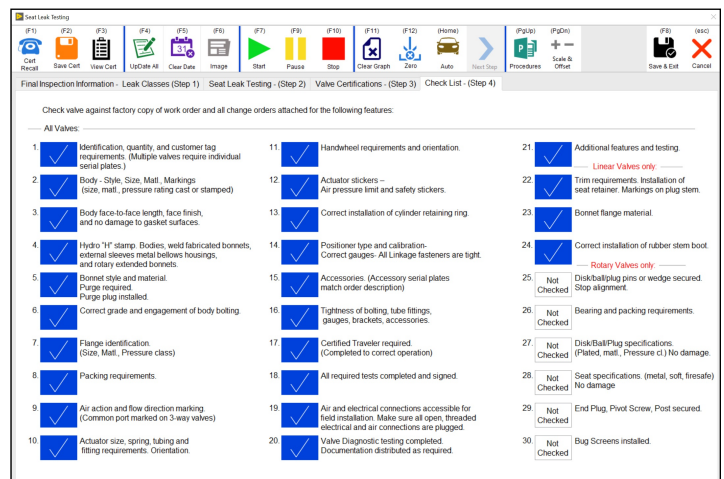 Seat Leak Testing
(F1) (F2) (F3) (F4) (F5) (F6) (F7) (F9) (F10) (F11) (F12) (Home) (PgUp) (PgDn) (F8) (esc)
31
P
Cert Recall Save Cert View Cert UpDate All Clear Date Image Start Pause Stop Clear Graph Zero Auto Next Step Procedures Scale & Offset Save & Exit Cancel
Final Inspection Information - Leak Classes (Step 1) Seat Leak Testing - (Step 2) Valve Certifications - (Step 3) Check List - (Step 4)
Check valve against factory copy of work order and all change orders attached for the following features:
All Valves:
1. Identification, quantity, and customer tag
requirements. (Multiple valves require individual
serial plates.)
2. Body - Style, Size, Matl., Markings
(size, matl., pressure rating cast or stamped)
3. Body face-to-face length, face finish,
and no damage to gasket surfaces.
4. Hydro "H" stamp. Bodies, weld fabricated bonnets,
external sleeves metal bellows housings,
and rotary extended bonnets.
5. Bonnet style and material.
Purge required.
Purge plug installed.
6. Correct grade and engagement of body bolting.
7. Flange identification.
(Size, Matl., Pressure class)
8. Packing requirements.
9. Air action and flow direction marking.
(Common port marked on 3-way valves)
10. Actuator size, spring, tubing and
fitting requirements. Orientation.
11. Handwheel requirements and orientation.
12. Actuator stickers –
Air pressure limit and safety stickers.
13. Correct installation of cylinder retaining ring.
14. Positioner type and calibration-
Correct gauges- All Linkage fasteners are tight.
15. Accessories. (Accessory serial plates
match order description)
16. Tightness of bolting, tube fittings,
gauges, brackets, accessories.
17. Certified Traveler required.
(Completed to correct operation)
18. All required tests completed and signed.
19. Air and electrical connections accessible for
field installation. Make sure all open, threaded
electrical and air connections are plugged.
20. Valve Diagnostic testing completed.
Documentation distributed as required.
21. Additional features and testing.
Linear Valves only:
22. Trim requirements. Installation of
seat retainer. Markings on plug stem.
23. Bonnet flange material.
24. Correct installation of rubber stem boot.
Rotary Valves only:
25. Not Checked Disk/ball/plug pins or wedge secured.
Stop alignment.
26. Not Checked Bearing and packing requirements.
27. Not Checked Disk/Ball/Plug specifications.
(Plated, matl., Pressure cl.) No damage.
28. Not Checked Seat specifications. (metal, soft, firesafe)
No damage
29. Not Checked End Plug, Pivot Screw, Post secured.
30. Not Checked Bug Screens installed.